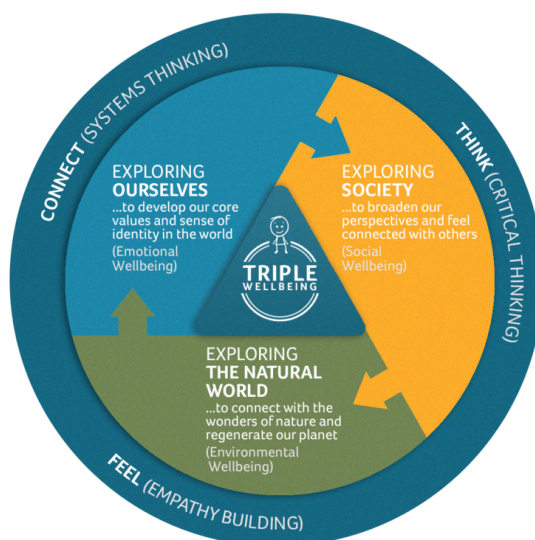 CONNECT (SYSTEMS THINKING)
THINK (CRITICAL THINKING)
FEEL (EMPATHY BUILDING)
EXPLORING
OURSELVES
...to develop our core
values and sense of
identity in the world
(Emotional
Wellbeing)
EXPLORING
SOCIETY
...to broaden our
perspectives and feel
connected with others
(Social
Wellbeing)
TRIPLE
WELLBEING
EXPLORING
THE NATURAL
WORLD
...to connect with the
wonders of nature and
regenerate our planet
(Environmental
Wellbeing)